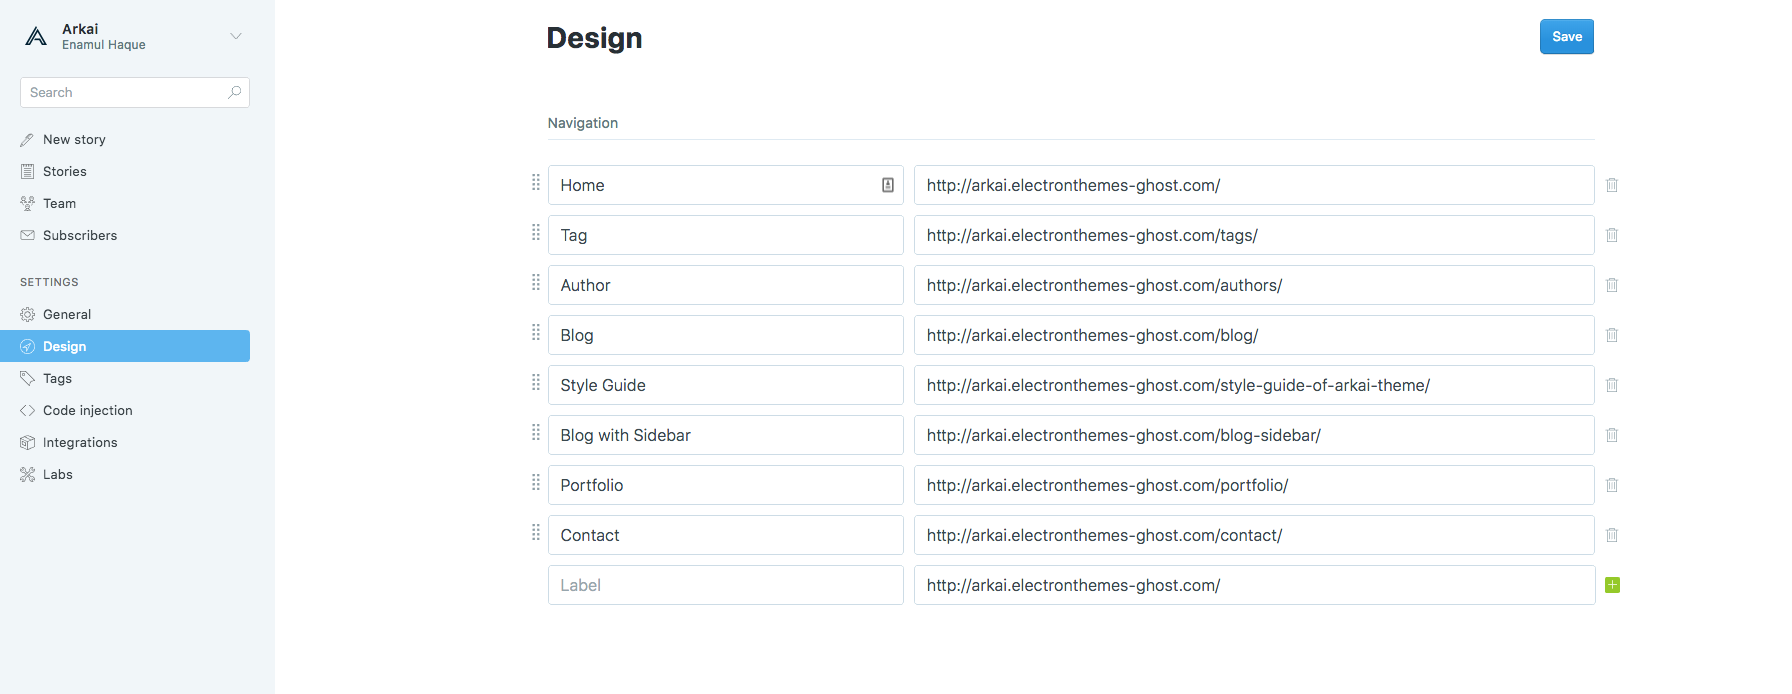 Arkai
Enamul Haque
Search
New story
Stories
Team
Subscribers
SETTINGS
General
Design
Tags
Code injection
Integrations
Labs
Design
Save
Navigation
Home http://arkai.electronthemes-ghost.com/
Tag http://arkai.electronthemes-ghost.com/tags/
Author http://arkai.electronthemes-ghost.com/authors/
Blog http://arkai.electronthemes-ghost.com/blog/
Style Guide http://arkai.electronthemes-ghost.com/style-guide-of-arkai-theme/
Blog with Sidebar http://arkai.electronthemes-ghost.com/blog-sidebar/
Portfolio http://arkai.electronthemes-ghost.com/portfolio/
Contact http://arkai.electronthemes-ghost.com/contact/
Label http://arkai.electronthemes-ghost.com/